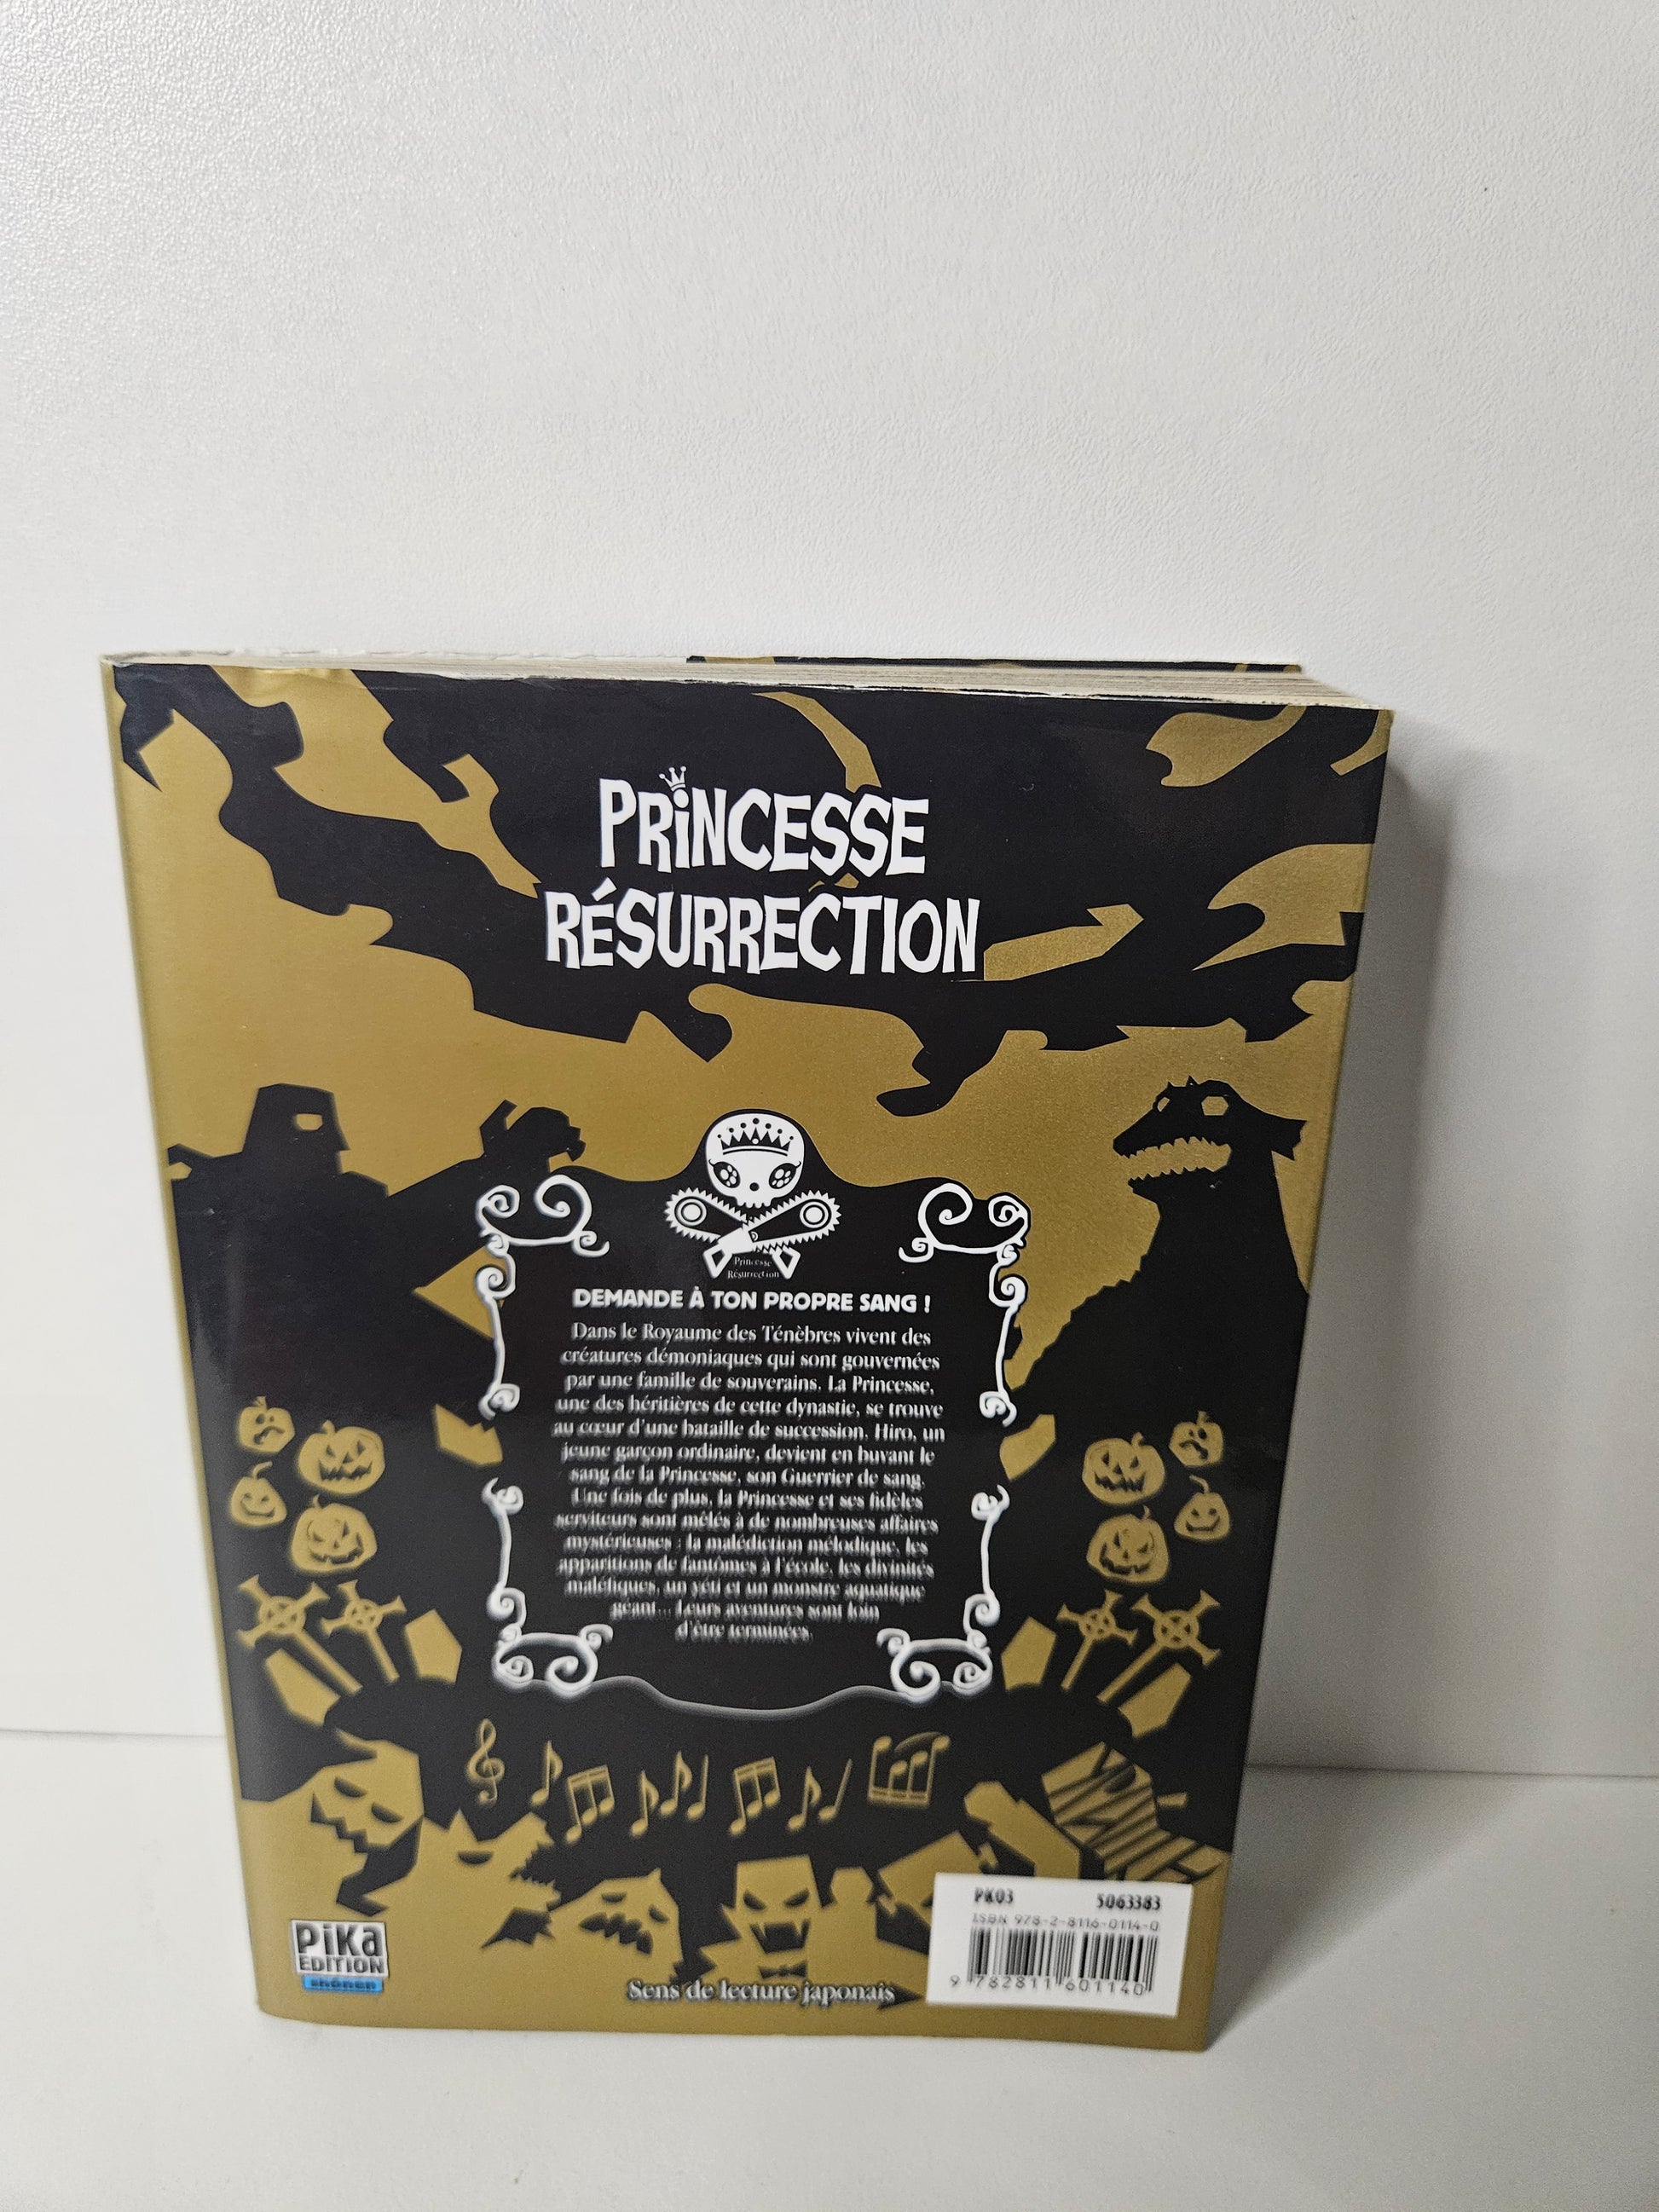 PRiNCESSE
RÉSURRECTION
Princesse
Résurrection
DEMANDE À TON PROPRE SANG !
Dans le Royaume des Ténèbres vivent des
créatures démoniaques qui sont gouvernées
par une famille de souverains. La Princesse,
une des héritières de cette dynastie, se trouve
au cœur d'une bataille de succession. Hiro, un
jeune garçon ordinaire, devient en buvant le
sang de la Princesse, son Guerrier de sang.
Une fois de plus, la Princesse et ses fidèles
serviteurs sont mêlés à de nombreuses affaires
mystérieuses : la malédiction mélodique, les
apparitions de fantômes à l'école, les divinités
maléfiques, un yéti et un monstre aquatique
géant... Leurs aventures sont loin
d'être terminées.
PK03 5063383
ISBN 978-2-8116-0114-0
9 782811 601140
PiKa
EDITION
shônen
Sens de lecture japonais